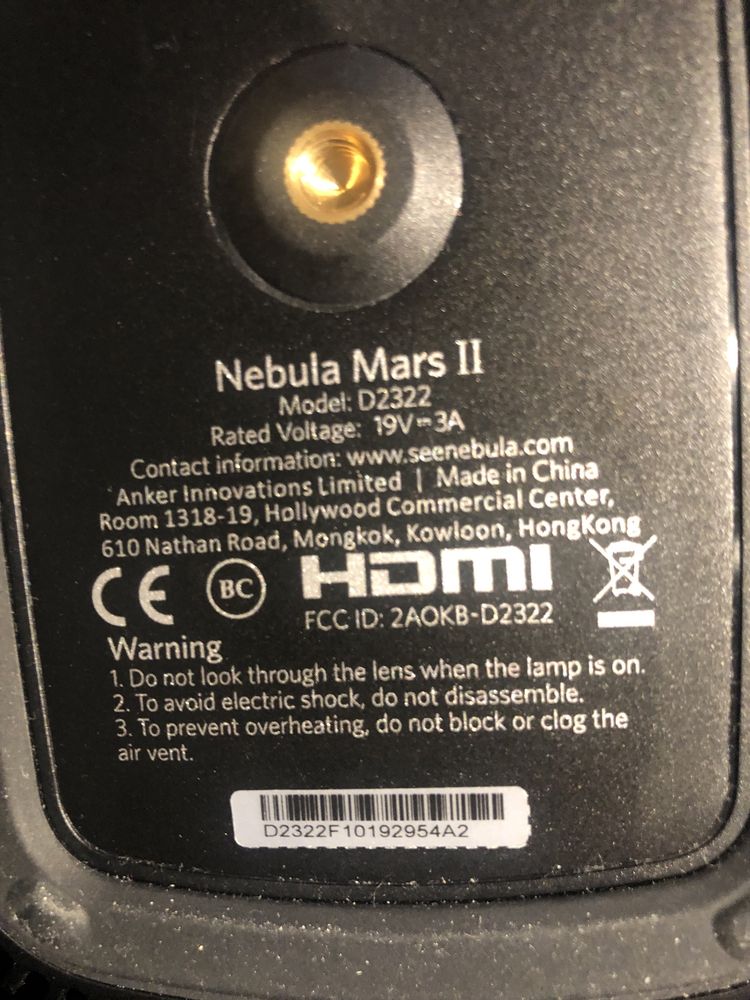 Nebula Mars II
Model: D2322
Rated Voltage: 19V⎓3A
Contact information: www.seenebula.com
Anker Innovations Limited | Made in China
Room 1318-19, Hollywood Commercial Center,
610 Nathan Road, Mongkok, Kowloon, HongKong
CE BC HDMI
FCC ID: 2AOKB-D2322
Warning
1. Do not look through the lens when the lamp is on.
2. To avoid electric shock, do not disassemble.
3. To prevent overheating, do not block or clog the
air vent.
D2322F10192954A2